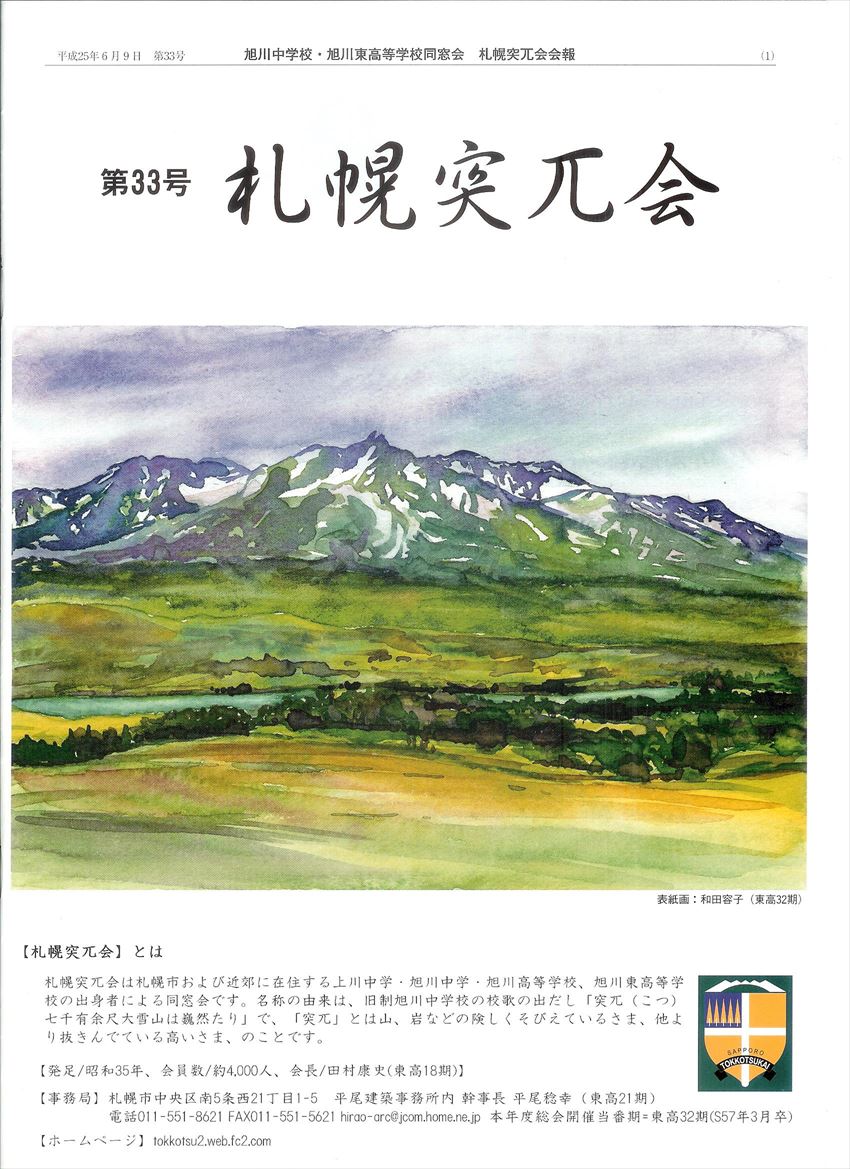 平成25年6月9日 第33号 旭川中学校・旭川東高等学校同窓会 札幌突兀会会報 (1)
第33号 札幌突兀会
表紙画：和田容子（東高32期）
【札幌突兀会】とは
札幌突兀会は札幌市および近郊に在住する上川中学・旭川中学・旭川高等学校、旭川東高等学
校の出身者による同窓会です。名称の由来は、旧制旭川中学校の校歌の出だし「突兀（こつ）
七千有余尺大雪山は巍然たり」で、「突兀」とは山、岩などの険しくそびえているさま、他よ
り抜きんでている高いさま、のことです。
SAPPORO
TOKKOTSUKAI
【発足/昭和35年、会員数/約4,000人、会長/田村康史(東高18期)】
【事務局】札幌市中央区南5条西21丁目1-5 平尾建築事務所内 幹事長 平尾稔幸（東高21期）
電話011-551-8621 FAX011-551-5621 hirao-arc@jcom.home.ne.jp 本年度総会開催当番期=東高32期(S57年3月卒)
【ホームページ】tokkotsu2.web.fc2.com